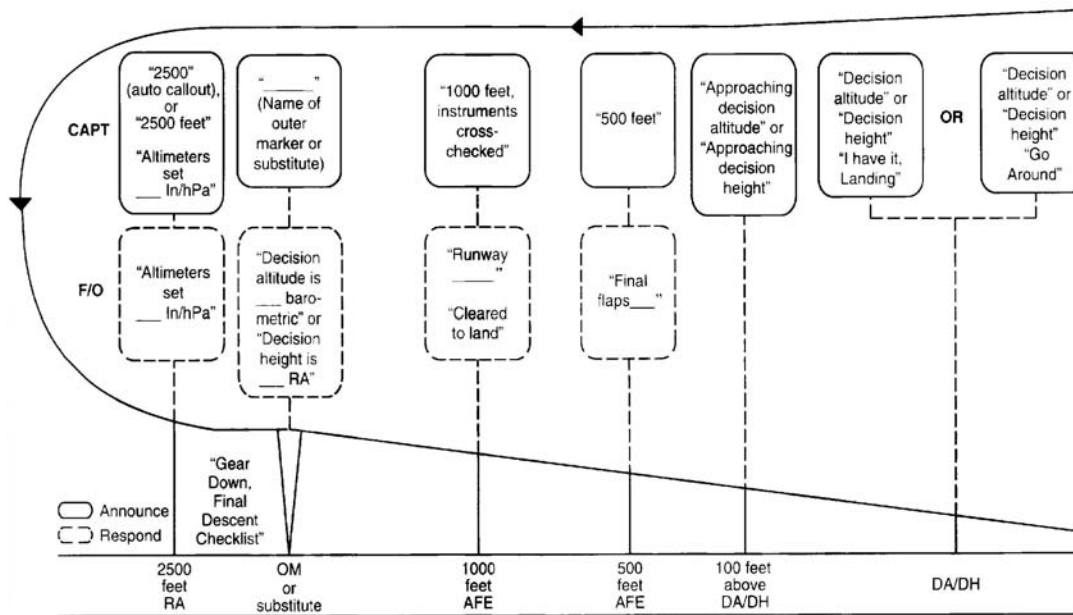 CAPT
“2500”
(auto callout),
or
“2500 feet”
“Altimeters
set
___ In/hPa”
“______”
(Name of
outer
marker or
substitute)
“1000 feet,
instruments
cross-
checked”
“500 feet”
“Approaching
decision
altitude” or
“Approaching
decision
height”
“Decision
altitude” or
“Decision
height”
“I have it,
Landing”
OR
“Decision
altitude” or
“Decision
height”
“Go
Around”
F/O
“Altimeters
set
___ In/hPa”
“Decision
altitude is
___ baro-
metric” or
“Decision
height is
___ RA”
“Runway
_____”
“Cleared
to land”
“Final
flaps___”
“Gear
Down,
Final
Descent
Checklist”
Announce
Respond
2500
feet
RA
OM
or
substitute
1000
feet
AFE
500
feet
AFE
100 feet
above
DA/DH
DA/DH